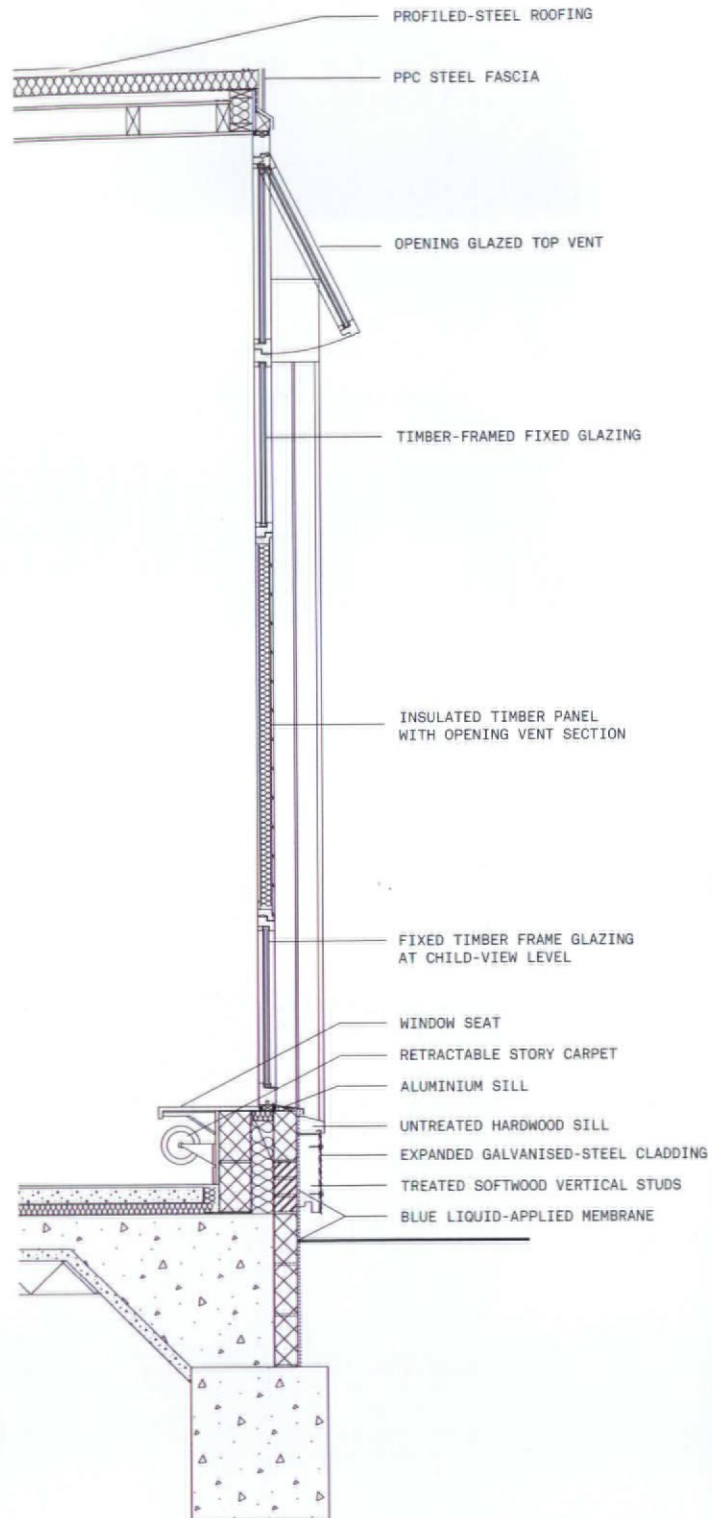 PROFILED-STEEL ROOFING
PPC STEEL FASCIA
OPENING GLAZED TOP VENT
TIMBER-FRAMED FIXED GLAZING
INSULATED TIMBER PANEL
WITH OPENING VENT SECTION
FIXED TIMBER FRAME GLAZING
AT CHILD-VIEW LEVEL
WINDOW SEAT
RETRACTABLE STORY CARPET
ALUMINIUM SILL
UNTREATED HARDWOOD SILL
EXPANDED GALVANISED-STEEL CLADDING
TREATED SOFTWOOD VERTICAL STUDS
BLUE LIQUID-APPLIED MEMBRANE